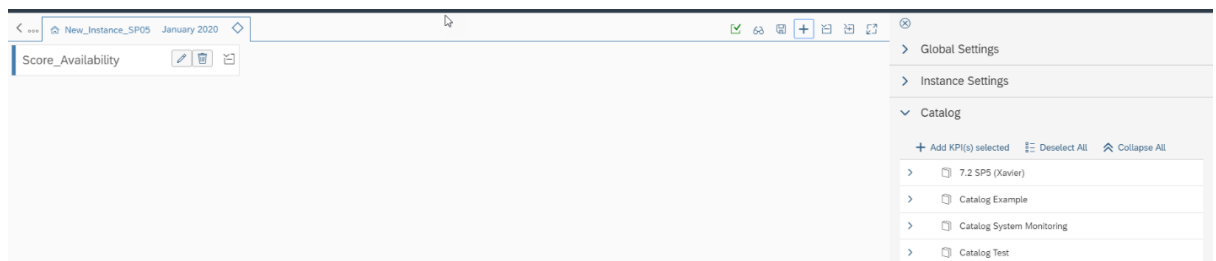 New_Instance_SP05 January 2020
Score_Availability
Global Settings
Instance Settings
Catalog
Add KPI(s) selected Deselect All Collapse All
7.2 SP5 (Xavier)
Catalog Example
Catalog System Monitoring
Catalog Test